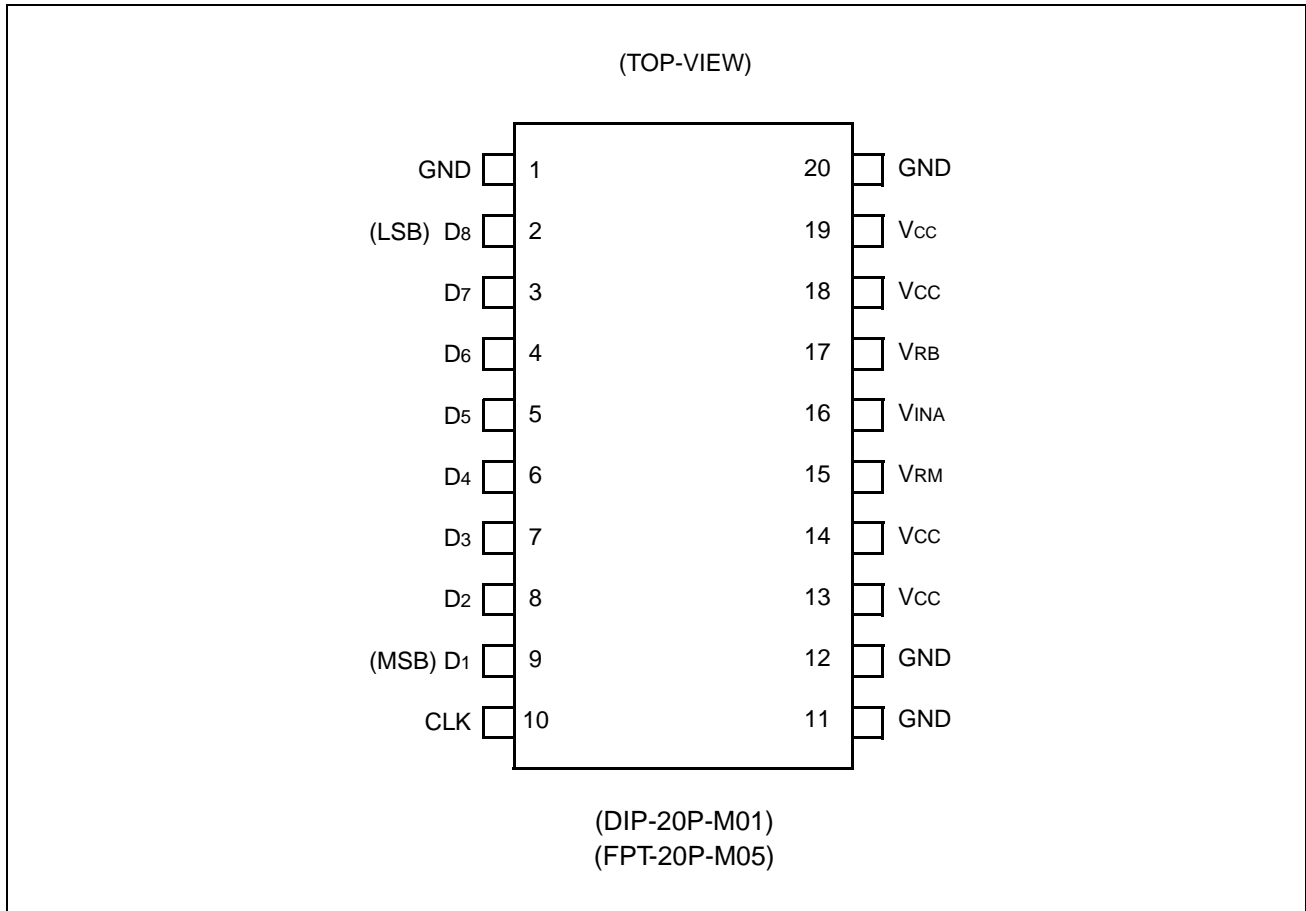 (TOP-VIEW)
GND 1 20 GND
(LSB) D8 2 19 VCC
D7 3 18 VCC
D6 4 17 VRB
D5 5 16 VINA
D4 6 15 VRM
D3 7 14 VCC
D2 8 13 VCC
(MSB) D1 9 12 GND
CLK 10 11 GND
(DIP-20P-M01)
(FPT-20P-M05)